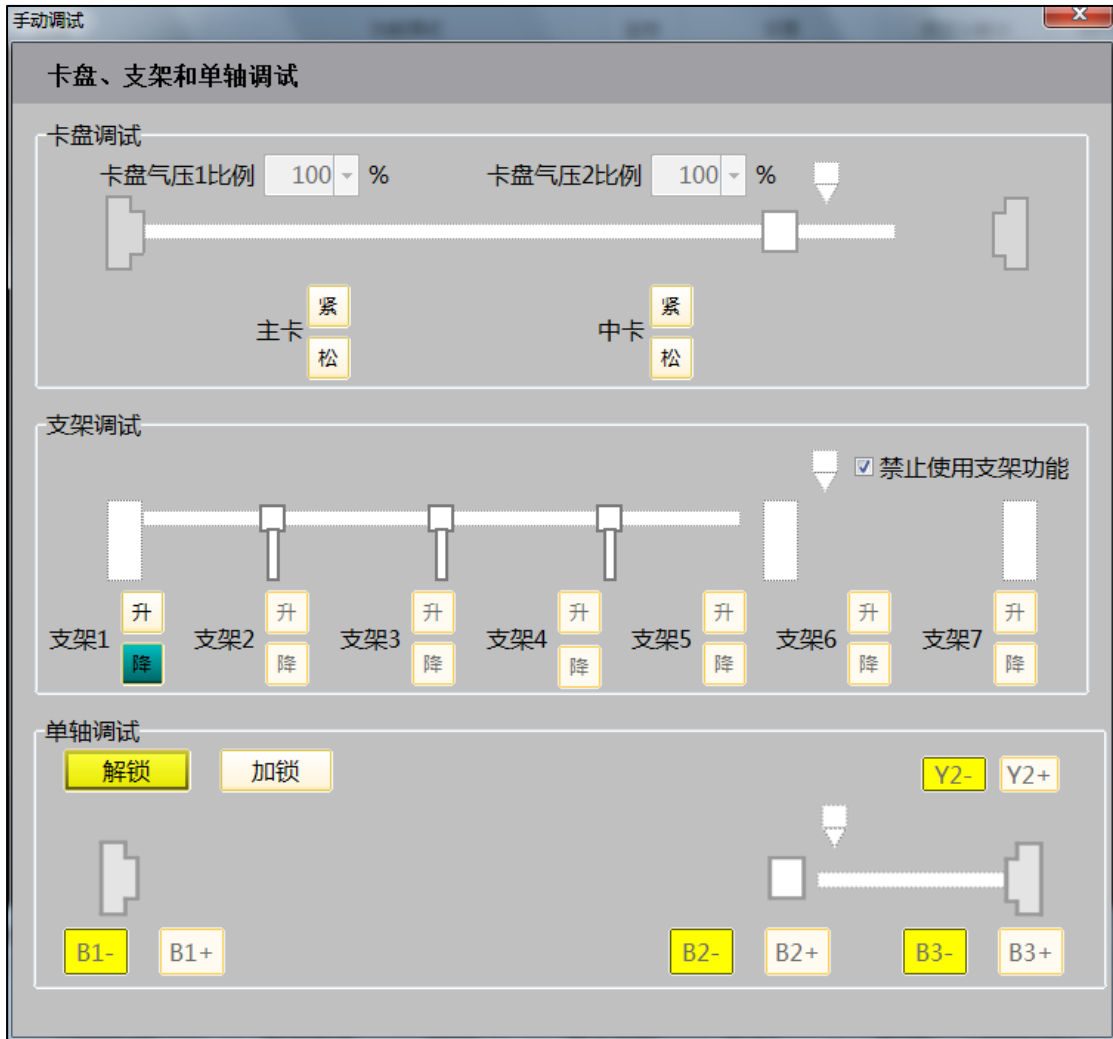 手动调试
卡盘、支架和单轴调试
卡盘调试
卡盘气压1比例 100 % 卡盘气压2比例 100 %
主卡 紧 松 中卡 紧 松
支架调试
禁止使用支架功能
支架1 升 降 支架2 升 降 支架3 升 降 支架4 升 降 支架5 升 降 支架6 升 降 支架7 升 降
单轴调试
解锁 加锁 Y2- Y2+
B1- B1+ B2- B2+ B3- B3+